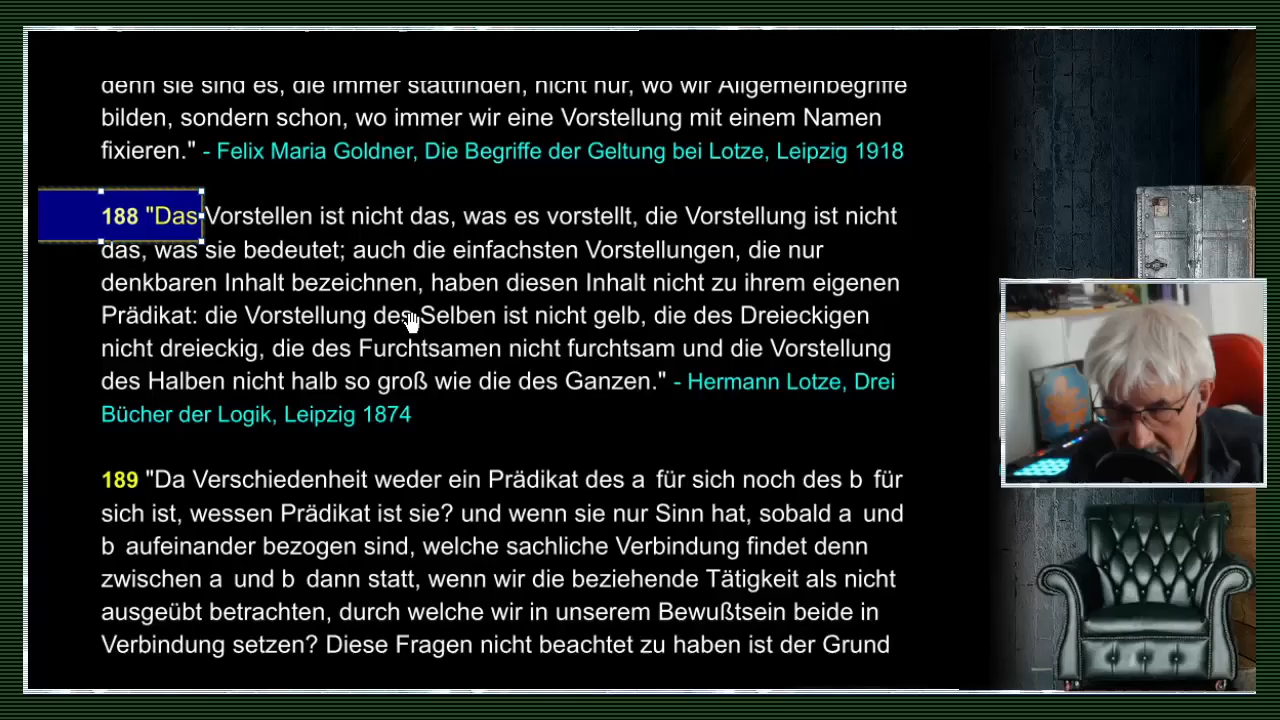 denn sie sind es, die immer stattfinden, nicht nur, wo wir Allgemeinbegriffe
bilden, sondern schon, wo immer wir eine Vorstellung mit einem Namen
fixieren." - Felix Maria Goldner, Die Begriffe der Geltung bei Lotze, Leipzig 1918
188 "Das Vorstellen ist nicht das, was es vorstellt, die Vorstellung ist nicht
das, was sie bedeutet; auch die einfachsten Vorstellungen, die nur
denkbaren Inhalt bezeichnen, haben diesen Inhalt nicht zu ihrem eigenen
Prädikat: die Vorstellung des Selben ist nicht gelb, die des Dreieckigen
nicht dreieckig, die des Furchtsamen nicht furchtsam und die Vorstellung
des Halben nicht halb so groß wie die des Ganzen." - Hermann Lotze, Drei
Bücher der Logik, Leipzig 1874
189 "Da Verschiedenheit weder ein Prädikat des a für sich noch des b für
sich ist, wessen Prädikat ist sie? und wenn sie nur Sinn hat, sobald a und
b aufeinander bezogen sind, welche sachliche Verbindung findet denn
zwischen a und b dann statt, wenn wir die beziehende Tätigkeit als nicht
ausgeübt betrachten, durch welche wir in unserem Bewußtsein beide in
Verbindung setzen? Diese Fragen nicht beachtet zu haben ist der Grund